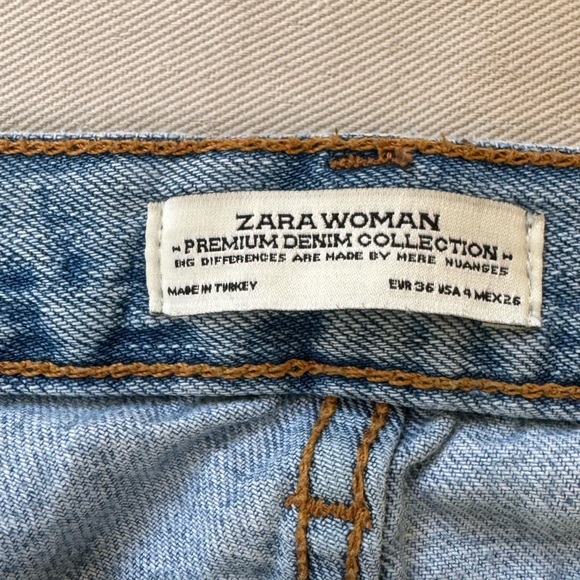 ZARA WOMAN
"PREMIUM DENIM COLLECTION"
BIG DIFFERENCES ARE MADE BY MERE NUANSES
MADE IN TURKEY EUR 36 USA 4 MEX 26